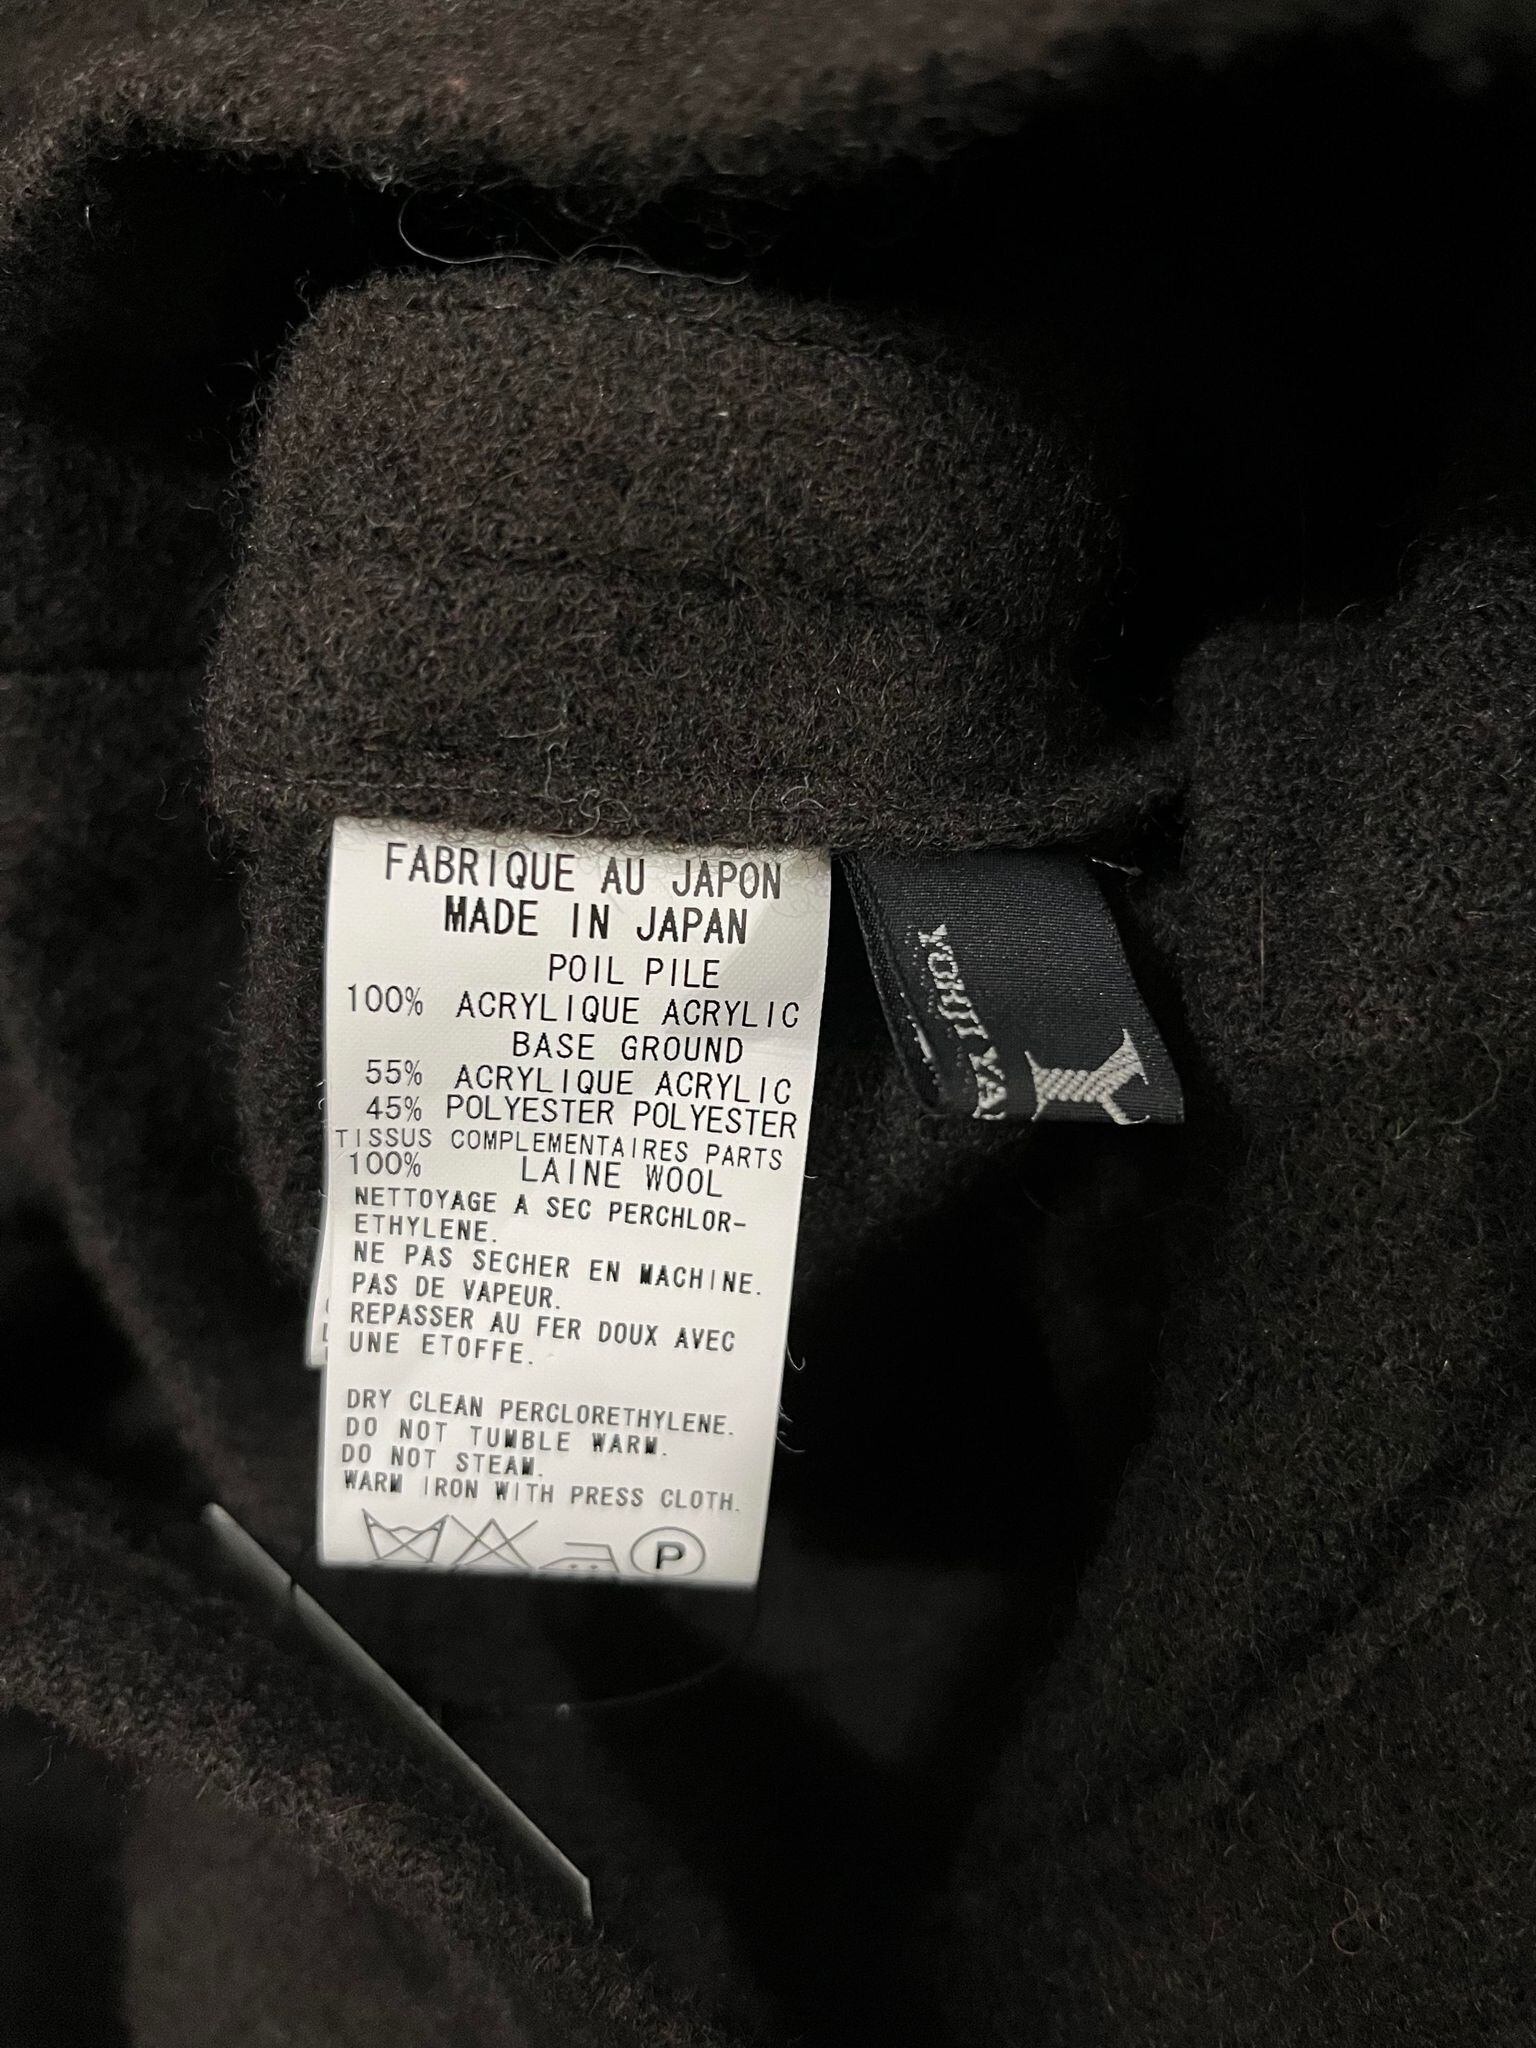 FABRIQUE AU JAPON
MADE IN JAPAN
POIL PILE
100% ACRYLIQUE ACRYLIC
BASE GROUND
55% ACRYLIQUE ACRYLIC
45% POLYESTER POLYESTER
TISSUS COMPLEMENTAIRES PARTS
100% LAINE WOOL
NETTOYAGE A SEC PERCHLOR-
ETHYLENE.
NE PAS SECHER EN MACHINE.
PAS DE VAPEUR.
REPASSER AU FER DOUX AVEC
UNE ETOFFE.
DRY CLEAN PERCLORETHYLENE.
DO NOT TUMBLE WARM.
DO NOT STEAM.
WARM IRON WITH PRESS CLOTH.
P
Y
YOHJI